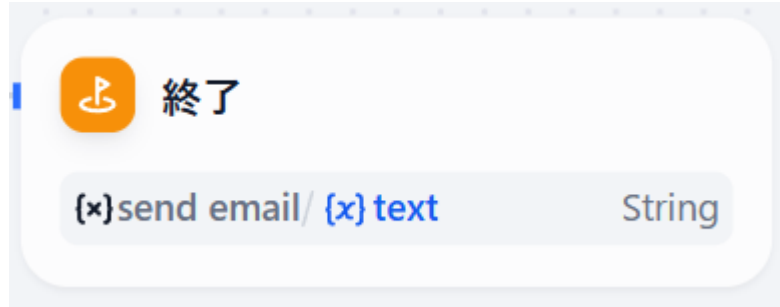 終了
{x}send email/ {x} text String